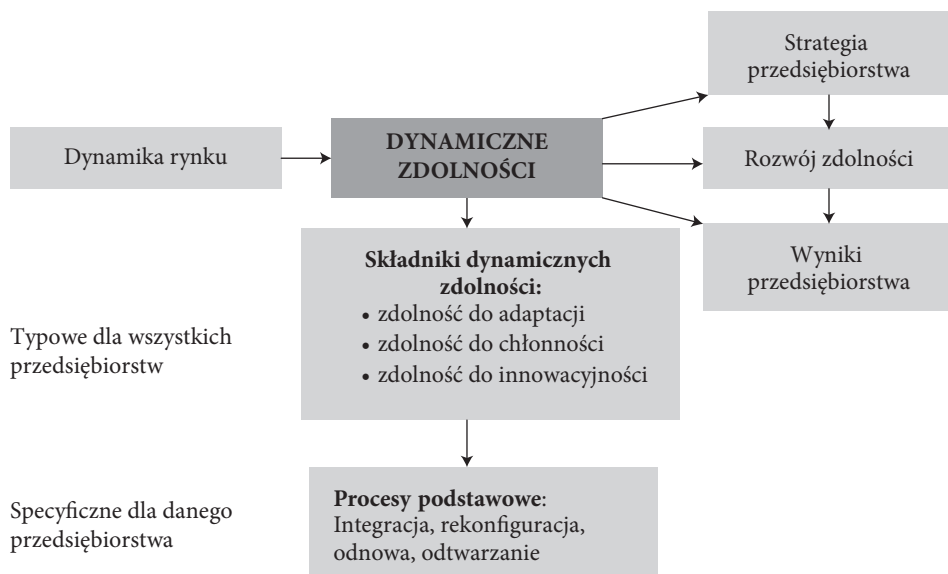 Strategia
przedsiębiorstwa
Dynamika rynku
DYNAMICZNE
ZDOLNOŚCI
Rozwój zdolności
Wyniki
przedsiębiorstwa
Składniki dynamicznych
zdolności:
• zdolność do adaptacji
• zdolność do chłonności
• zdolność do innowacyjności
Typowe dla wszystkich
przedsiębiorstw
Procesy podstawowe:
Integracja, rekonfiguracja,
odnowa, odtwarzanie
Specyficzne dla danego
przedsiębiorstwa